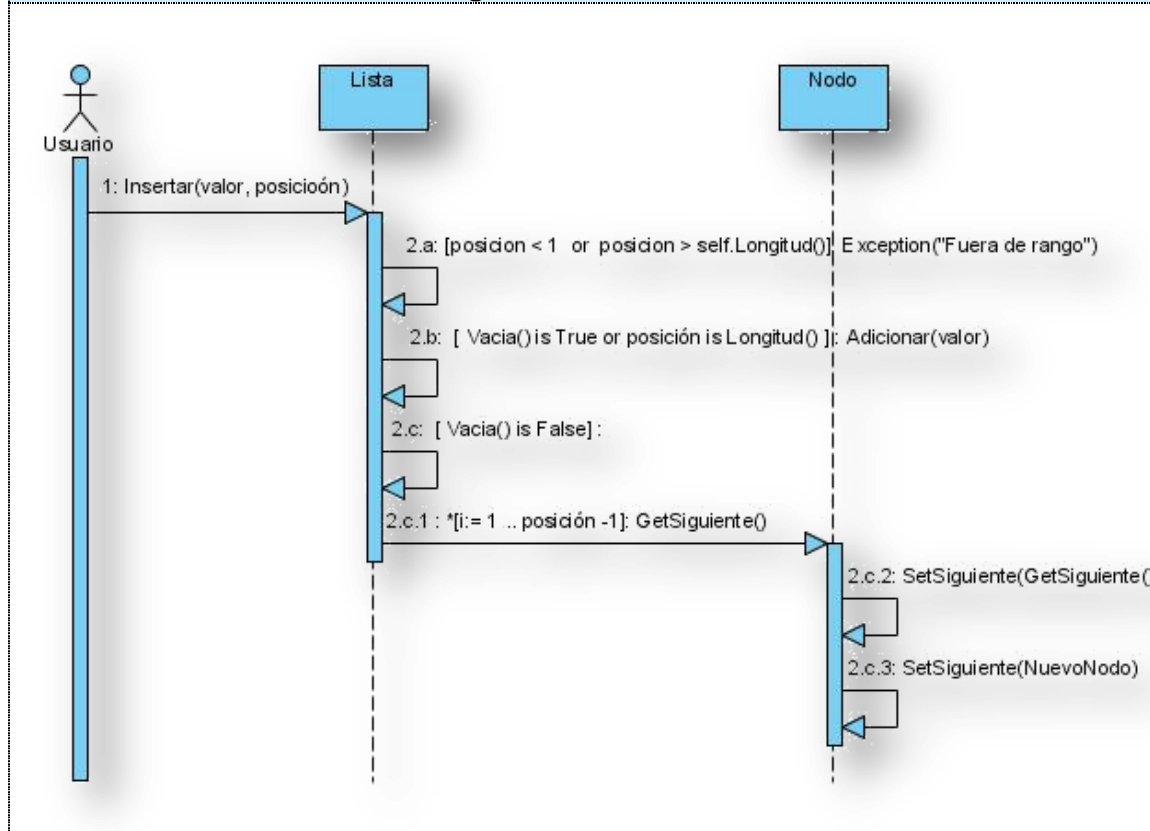 Lista
Nodo
Usuario
1: Insertar(valor, posicioón)
2.a: [posicion < 1 or posicion > self.Longitud()] Exception("Fuera de rango")
2.b: [ Vacia() is True or posición is Longitud() ]: Adicionar(valor)
2.c: [ Vacia() is False] :
2.c.1 : *[i:= 1 .. posición -1]: GetSiguiente()
2.c.2: SetSiguiente(GetSiguiente()
2.c.3: SetSiguiente(NuevoNodo)